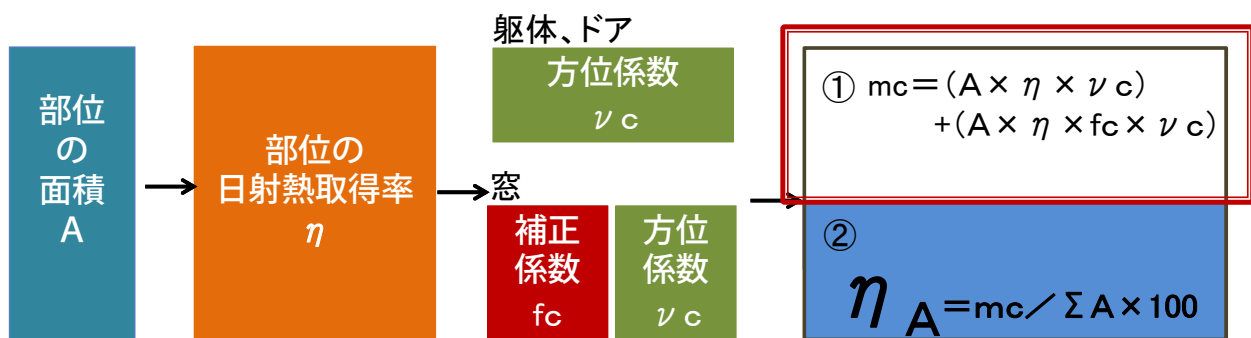 部位
の
面積
A
部位の
日射熱取得率
η
躯体、ドア
方位係数
ν c
窓
補正
係数
fc
方位
係数
ν c
① mc=(A× η × ν c)
+(A× η ×fc× ν c)
②
η A=mc/ΣA×100